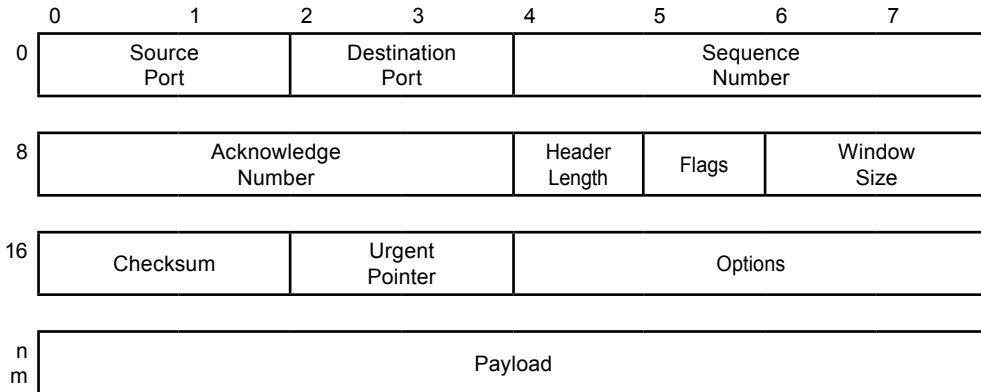 0 1 2 3 4 5 6 7
0 Source Destination Sequence
Port Port Number
8 Acknowledge Header Flags Window
Number Length Size
16 Checksum Urgent Options
Pointer
n Payload
m